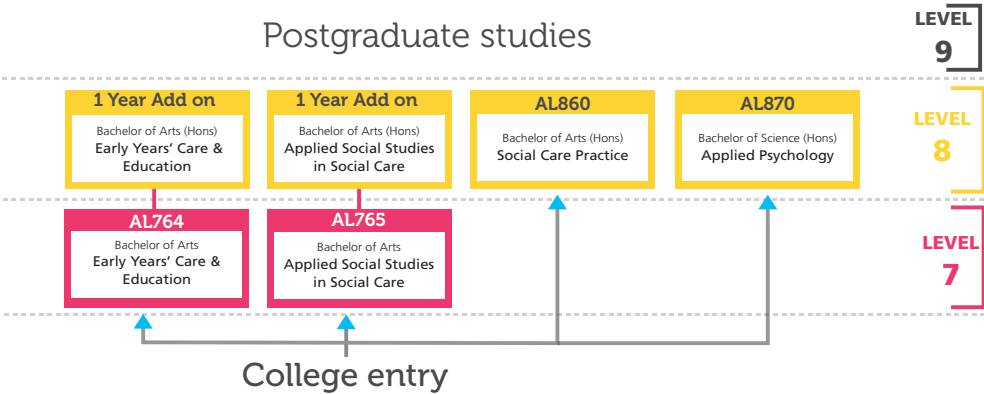 Postgraduate studies
LEVEL
9
1 Year Add on
Bachelor of Arts (Hons)
Early Years' Care &
Education
1 Year Add on
Bachelor of Arts (Hons)
Applied Social Studies
in Social Care
AL860
Bachelor of Arts (Hons)
Social Care Practice
AL870
Bachelor of Science (Hons)
Applied Psychology
LEVEL
8
AL764
Bachelor of Arts
Early Years' Care &
Education
AL765
Bachelor of Arts
Applied Social Studies
in Social Care
LEVEL
7
College entry